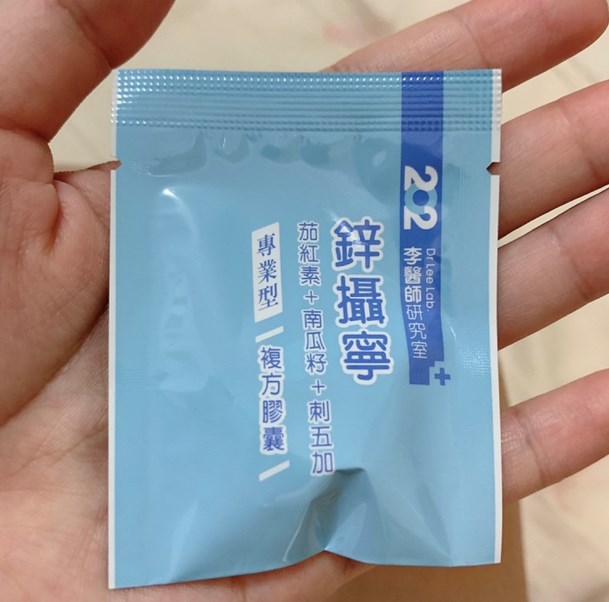 202
Dr Lee Lab.
李醫師研究室
鋅攝寧
茄紅素+南瓜籽+刺五加
專業型
複方膠囊